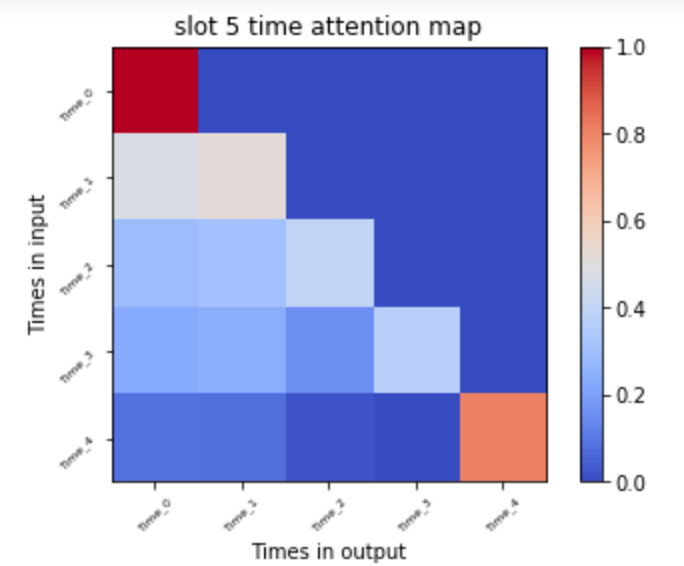 slot 5 time attention map
Times in input
Time_0
Time_1
Time_2
Time_3
Time_4
Time_0
Time_1
Time_2
Time_3
Time_4
Times in output
1.0
0.8
0.6
0.4
0.2
0.0